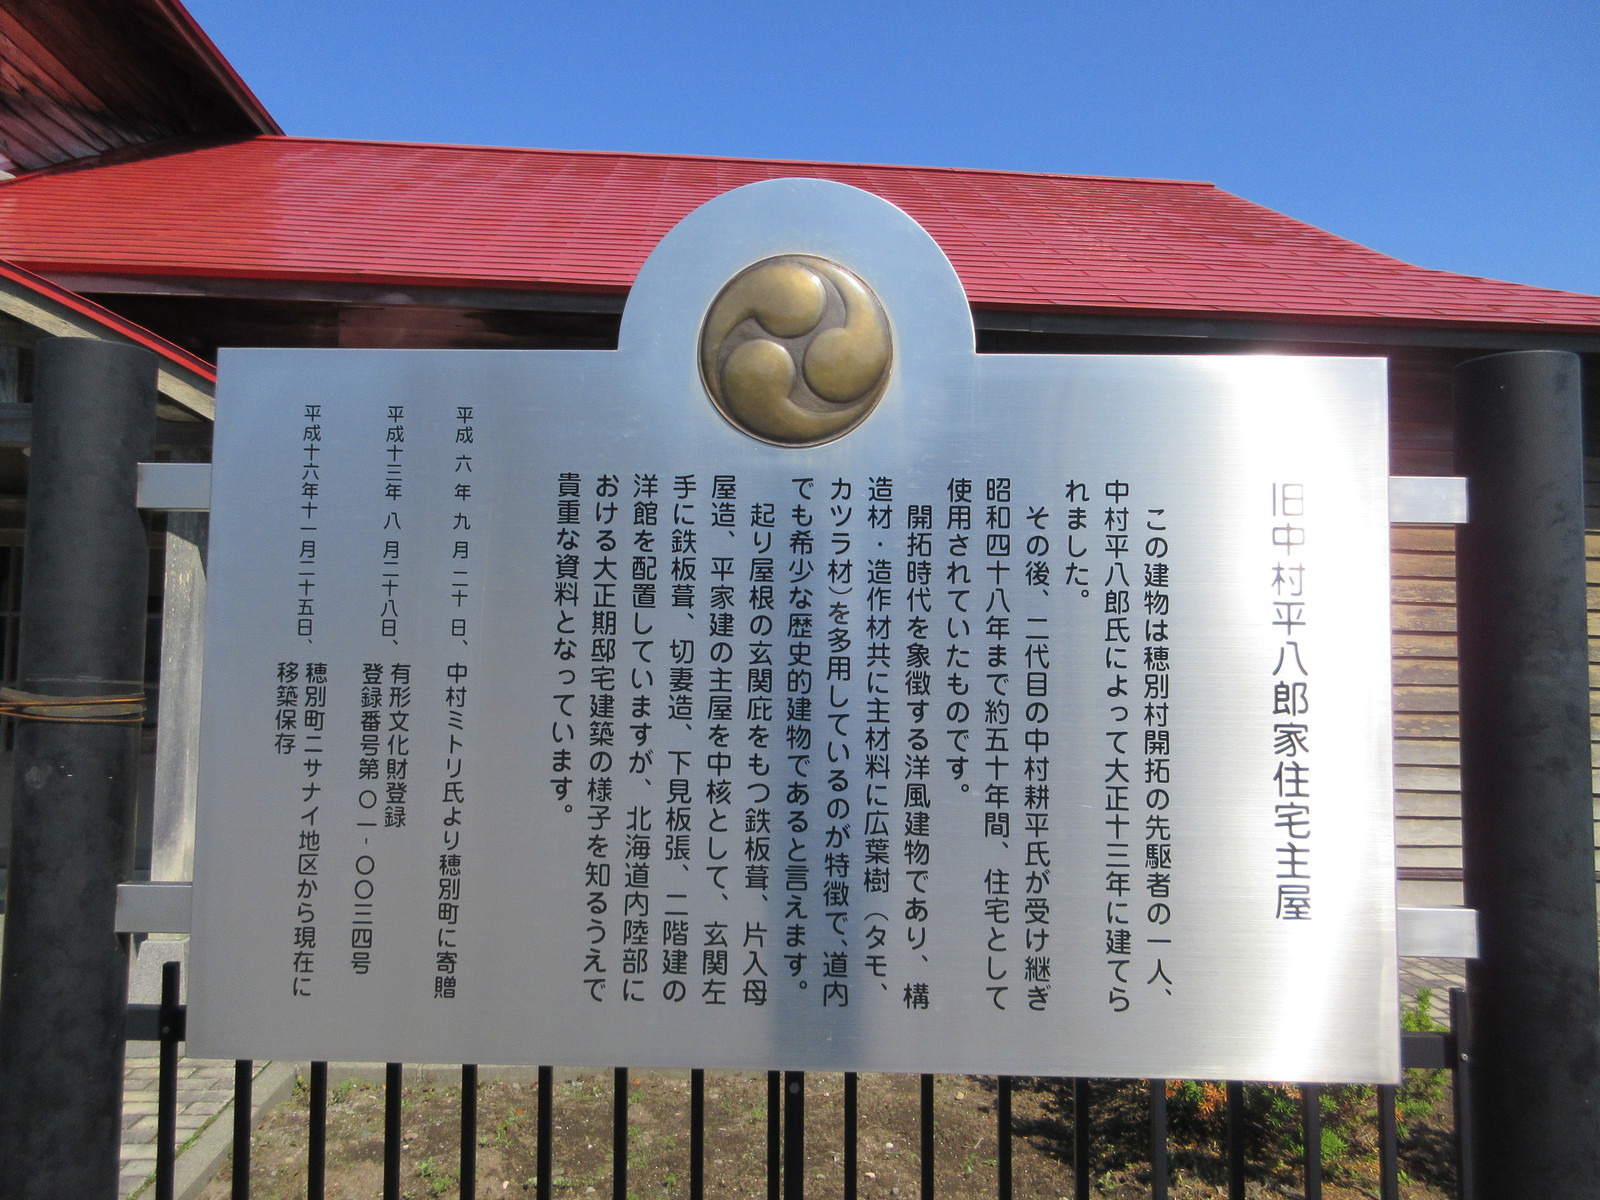 旧中村平八郎家住宅主屋
この建物は穂別村開拓の先駆者の一人、
中村平八郎氏によって大正十三年に建てら
れました。
その後、二代目の中村耕平氏が受け継ぎ
昭和四十八年まで約五十年間、住宅として
使用されていたものです。
開拓時代を象徴する洋風建物であり、構
造材・造作材共に主材料に広葉樹（タモ、
カツラ材）を多用しているのが特徴で、道内
でも希少な歴史的建物であると言えます。
起り屋根の玄関庇をもつ鉄板葺、片入母
屋造、平家建の主屋を中核として、玄関左
手に鉄板葺、切妻造、下見板張、二階建の
洋館を配置していますが、北海道内陸部に
おける大正期邸宅建築の様子を知るうえで
貴重な資料となっています。
平成六年九月二十日、中村ミトリ氏より穂別町に寄贈
平成十三年八月二十八日、有形文化財登録
登録番号第〇一-〇〇三四号
平成十六年十一月二十五日、穂別町ニサナイ地区から現在に
移築保存